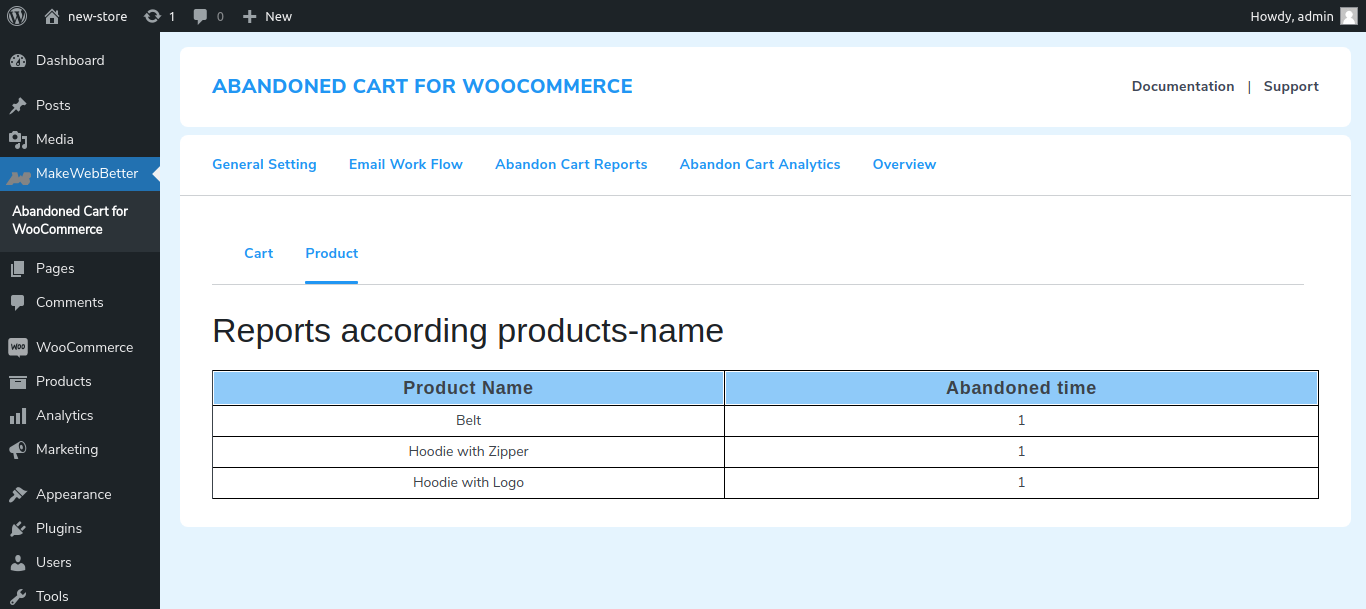 new-store 1 0 New Howdy, admin
Dashboard
Posts
Media
MakeWebBetter
Abandoned Cart for
WooCommerce
Pages
Comments
WooCommerce
Products
Analytics
Marketing
Appearance
Plugins
Users
Tools
ABANDONED CART FOR WOOCOMMERCE
Documentation | Support
General Setting Email Work Flow Abandon Cart Reports Abandon Cart Analytics Overview
Cart Product
Reports according products-name
Product Name Abandoned time
Belt 1
Hoodie with Zipper 1
Hoodie with Logo 1